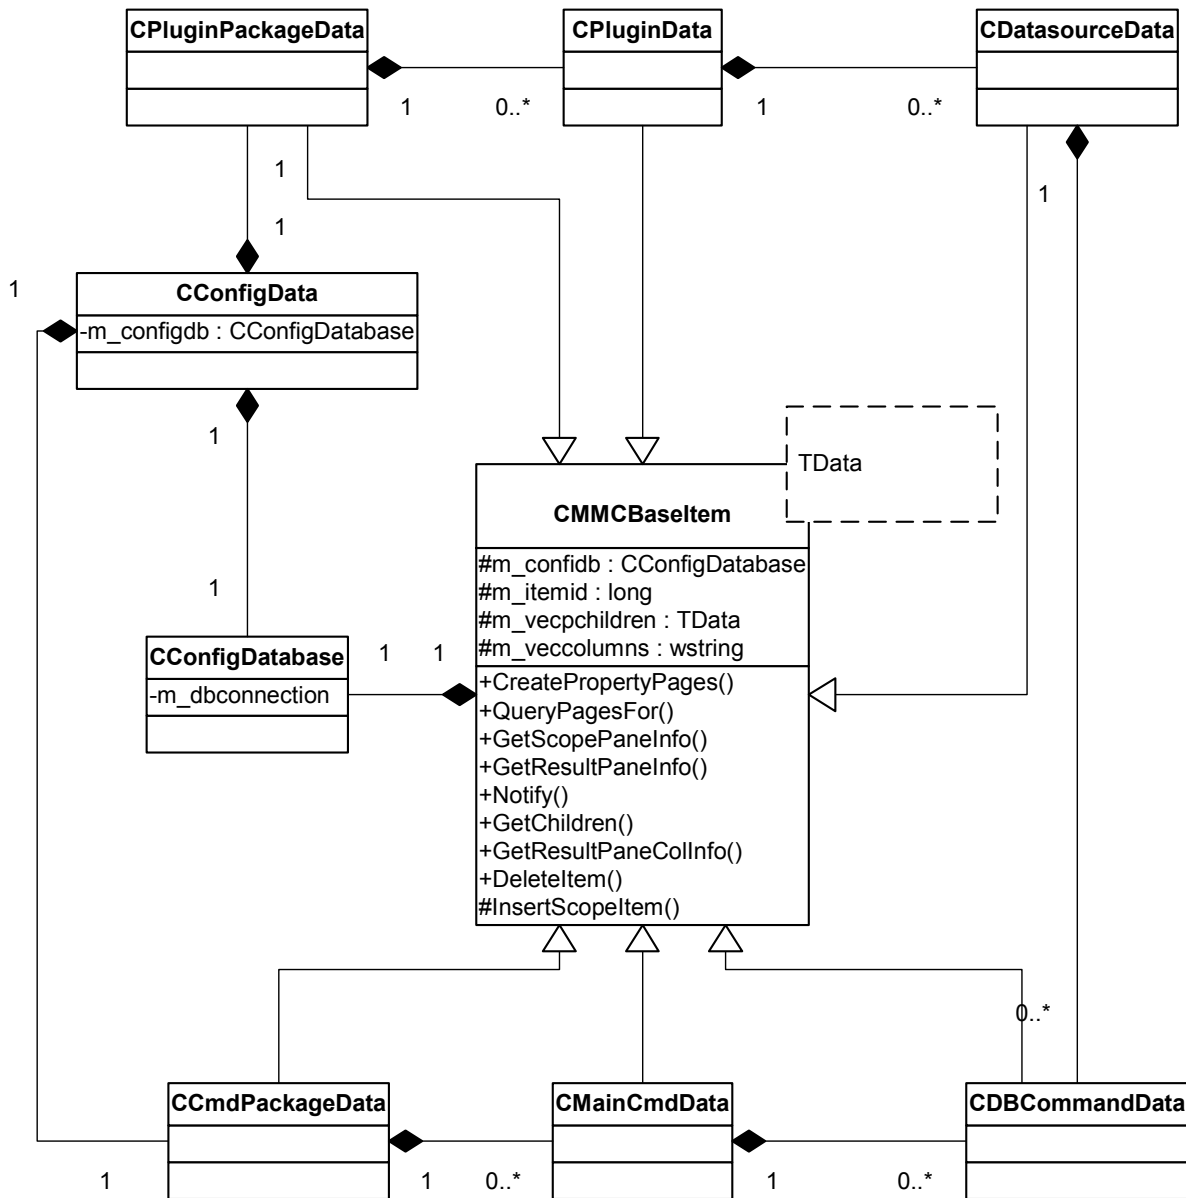 CPluginPackageData
CPluginData
CDatasourceData
1
0..*
1
0..*
1
1
1
1
CConfigData
-m_configdb : CConfigDatabase
1
TData
CMMCBaseItem
#m_confidb : CConfigDatabase
#m_itemid : long
#m_vecpchildren : TData
#m_veccolumns : wstring
+CreatePropertyPages()
+QueryPagesFor()
+GetScopePaneInfo()
+GetResultPaneInfo()
+Notify()
+GetChildren()
+GetResultPaneColInfo()
+DeleteItem()
#InsertScopeItem()
1
CConfigDatabase
-m_dbconnection
1
1
0..*
CCmdPackageData
CMainCmdData
CDBCommandData
1
1
0..*
1
0..*